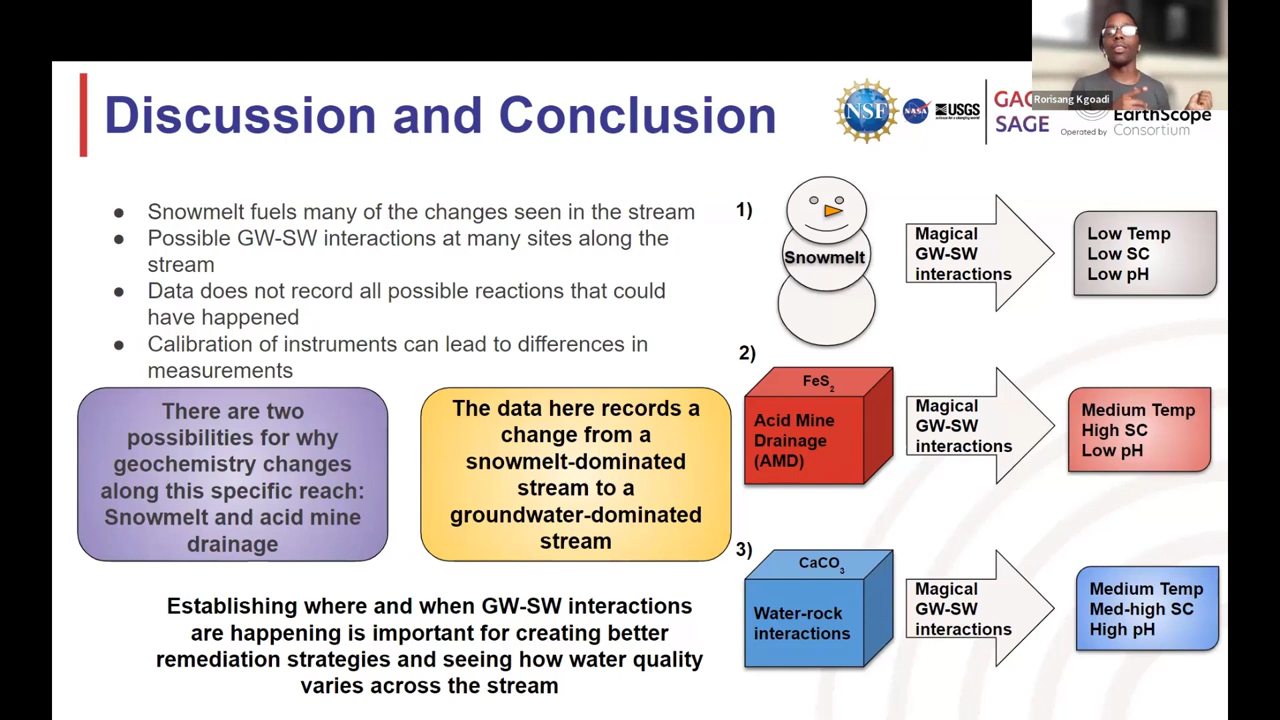 Rorisang Kgoadi
Discussion and Conclusion
NSF
NASA
USGS
SAGE
Operated by
EarthScope
Consortium
● Snowmelt fuels many of the changes seen in the stream
● Possible GW-SW interactions at many sites along the
stream
● Data does not record all possible reactions that could
have happened
● Calibration of instruments can lead to differences in
measurements
There are two
possibilities for why
geochemistry changes
along this specific reach:
Snowmelt and acid mine
drainage
The data here records a
change from a
snowmelt-dominated
stream to a
groundwater-dominated
stream
Establishing where and when GW-SW interactions
are happening is important for creating better
remediation strategies and seeing how water quality
varies across the stream
1)
Snowmelt
Magical
GW-SW
interactions
Low Temp
Low SC
Low pH
2)
FeS2
Acid Mine
Drainage
(AMD)
Magical
GW-SW
interactions
Medium Temp
High SC
Low pH
3)
CaCO3
Water-rock
interactions
Magical
GW-SW
interactions
Medium Temp
Med-high SC
High pH